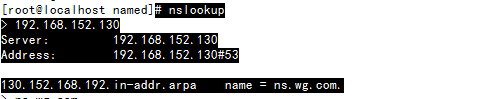 [root@localhost named]# nslookup
> 192.168.152.130
Server:         192.168.152.130
Address:        192.168.152.130#53
130.152.168.192.in-addr.arpa    name = ns.wg.com.